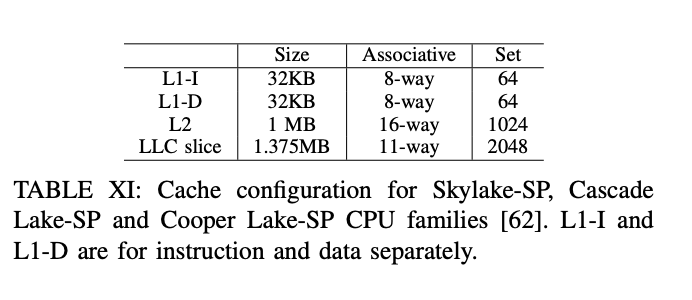 Size Associative Set
L1-I 32KB 8-way 64
L1-D 32KB 8-way 64
L2 1 MB 16-way 1024
LLC slice 1.375MB 11-way 2048
TABLE XI: Cache configuration for Skylake-SP, Cascade
Lake-SP and Cooper Lake-SP CPU families [62]. L1-I and
L1-D are for instruction and data separately.